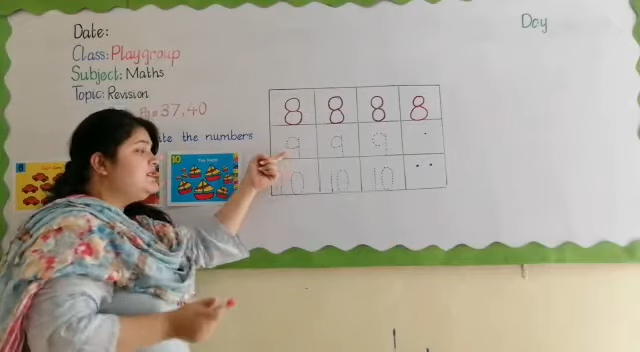 Day
Date:
Class: Playgroup
Subject: Maths
Topic: Revision
Pg# 37,40
the numbers
8 8 8 8
9 9 9
10 10 10
10